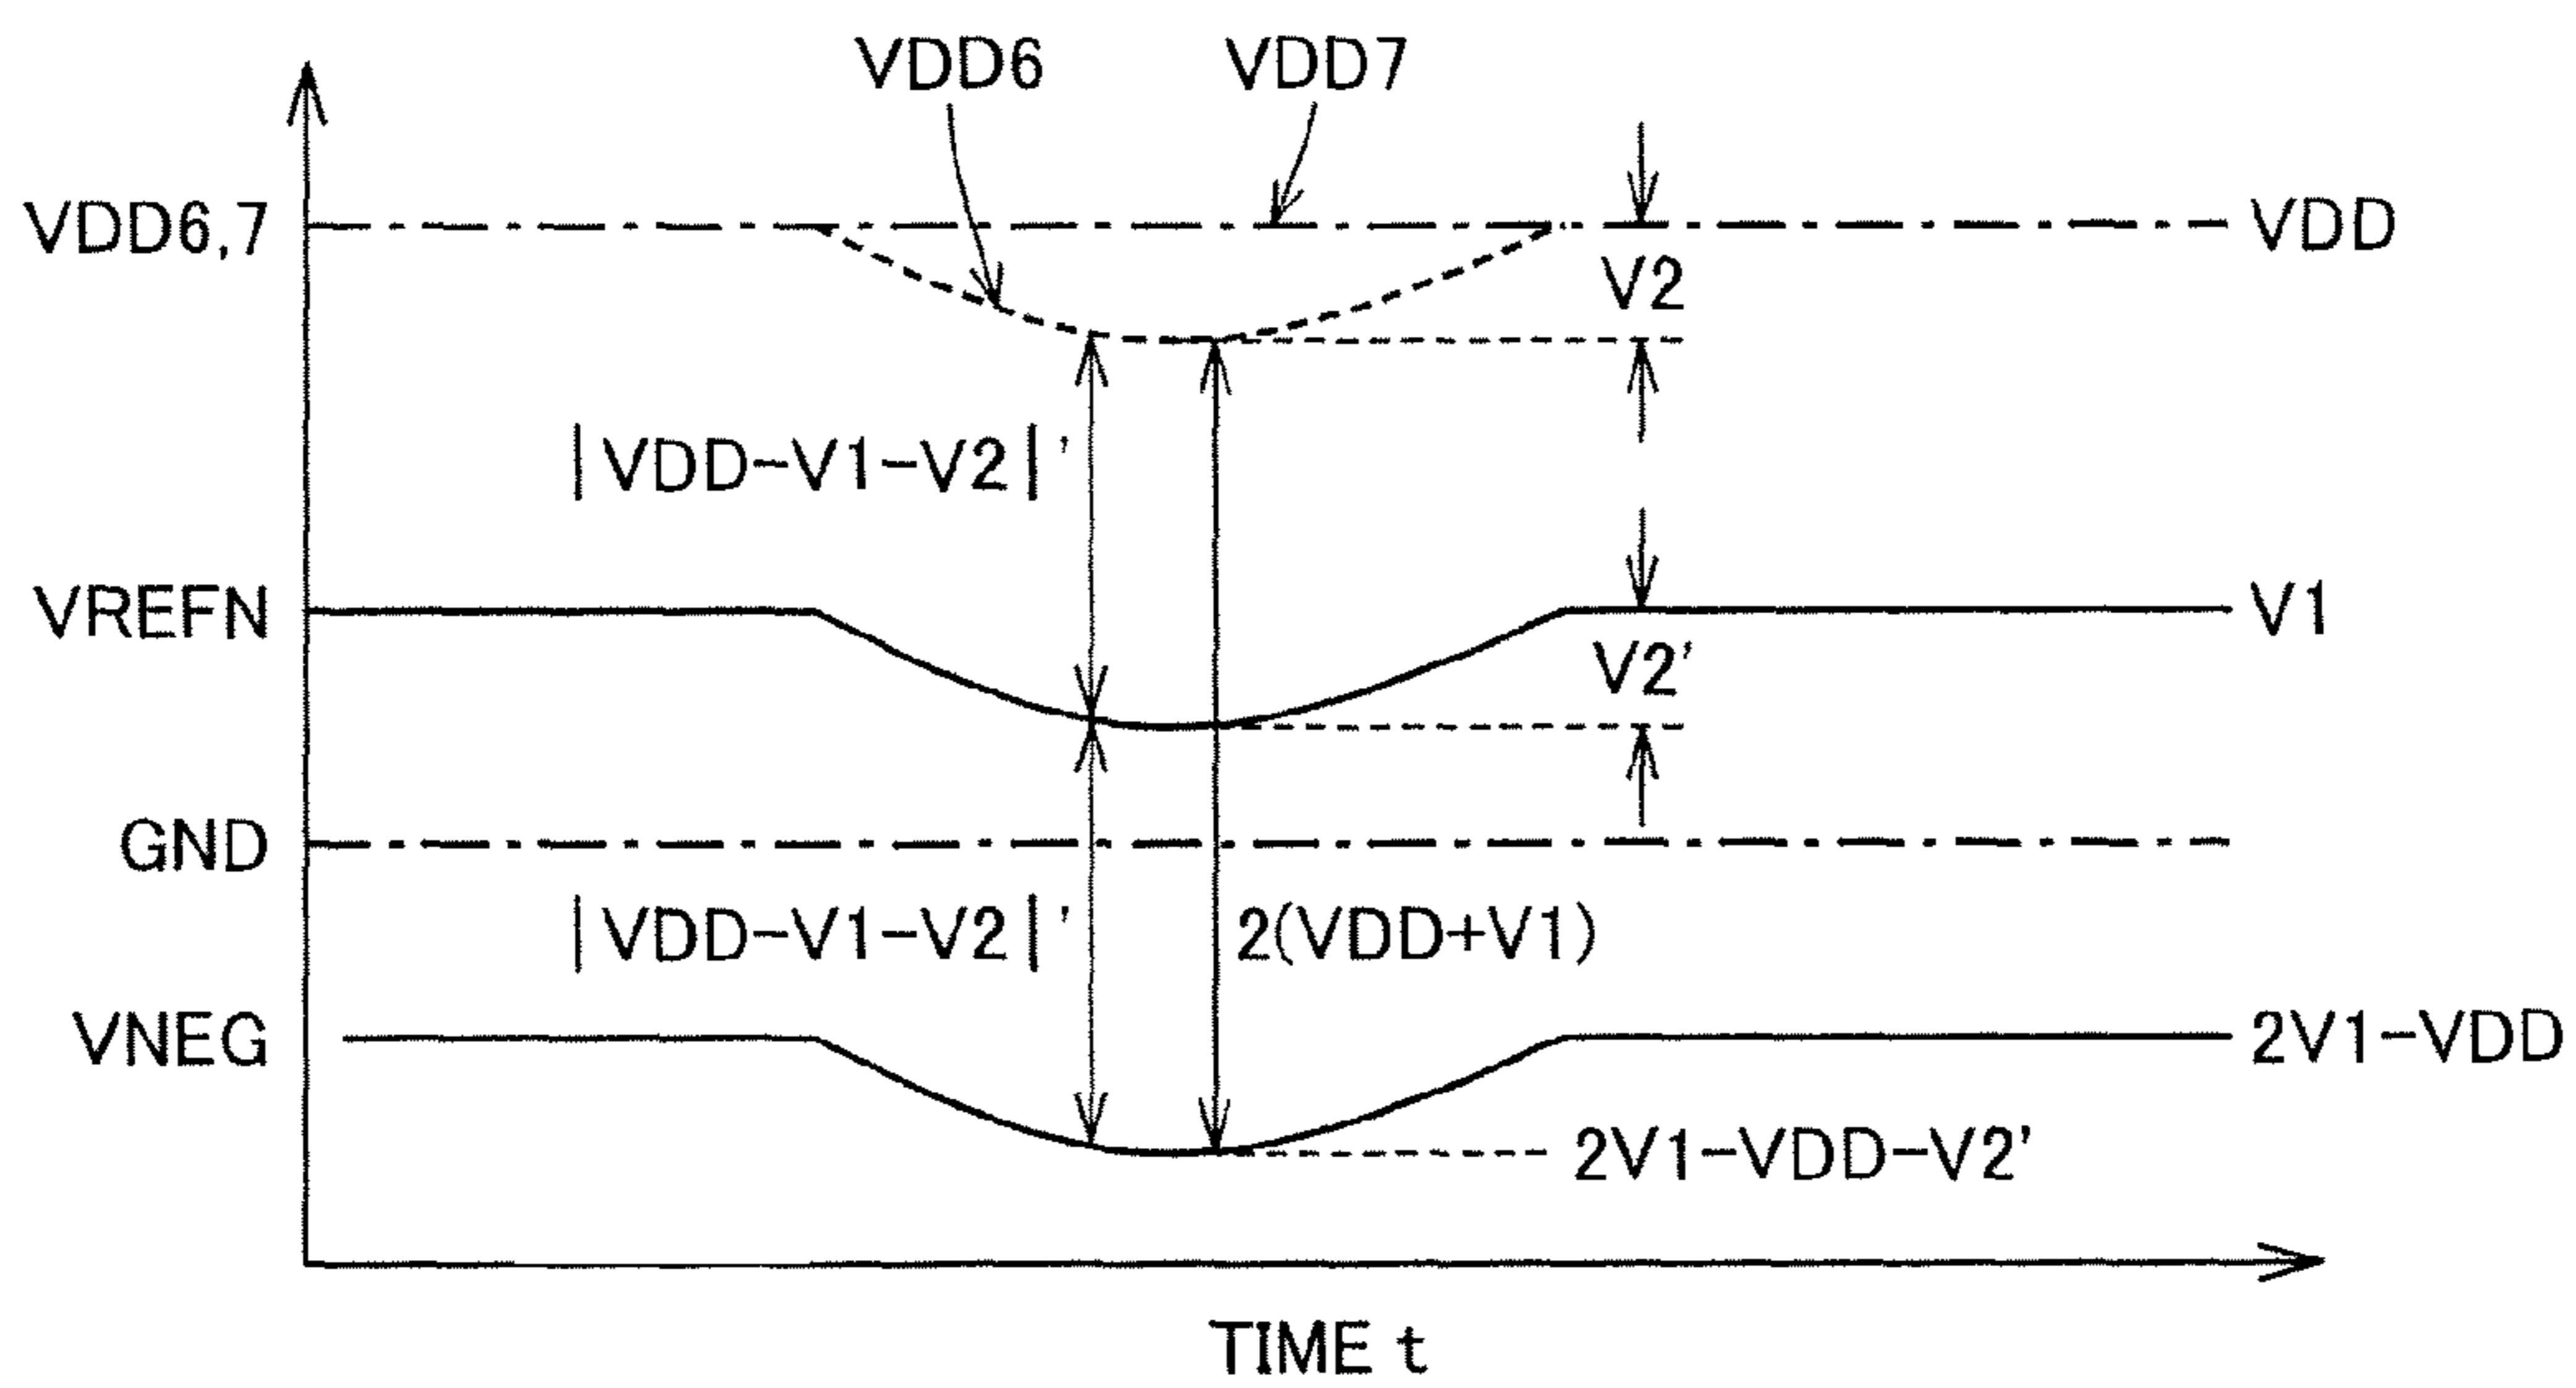 VDD6 VDD7
VDD6,7 VDD
V2
|VDD-V1-V2|'
VREFN V1
V2'
GND
|VDD-V1-V2|' 2(VDD+V1)
VNEG 2V1-VDD
2V1-VDD-V2'
TIME t